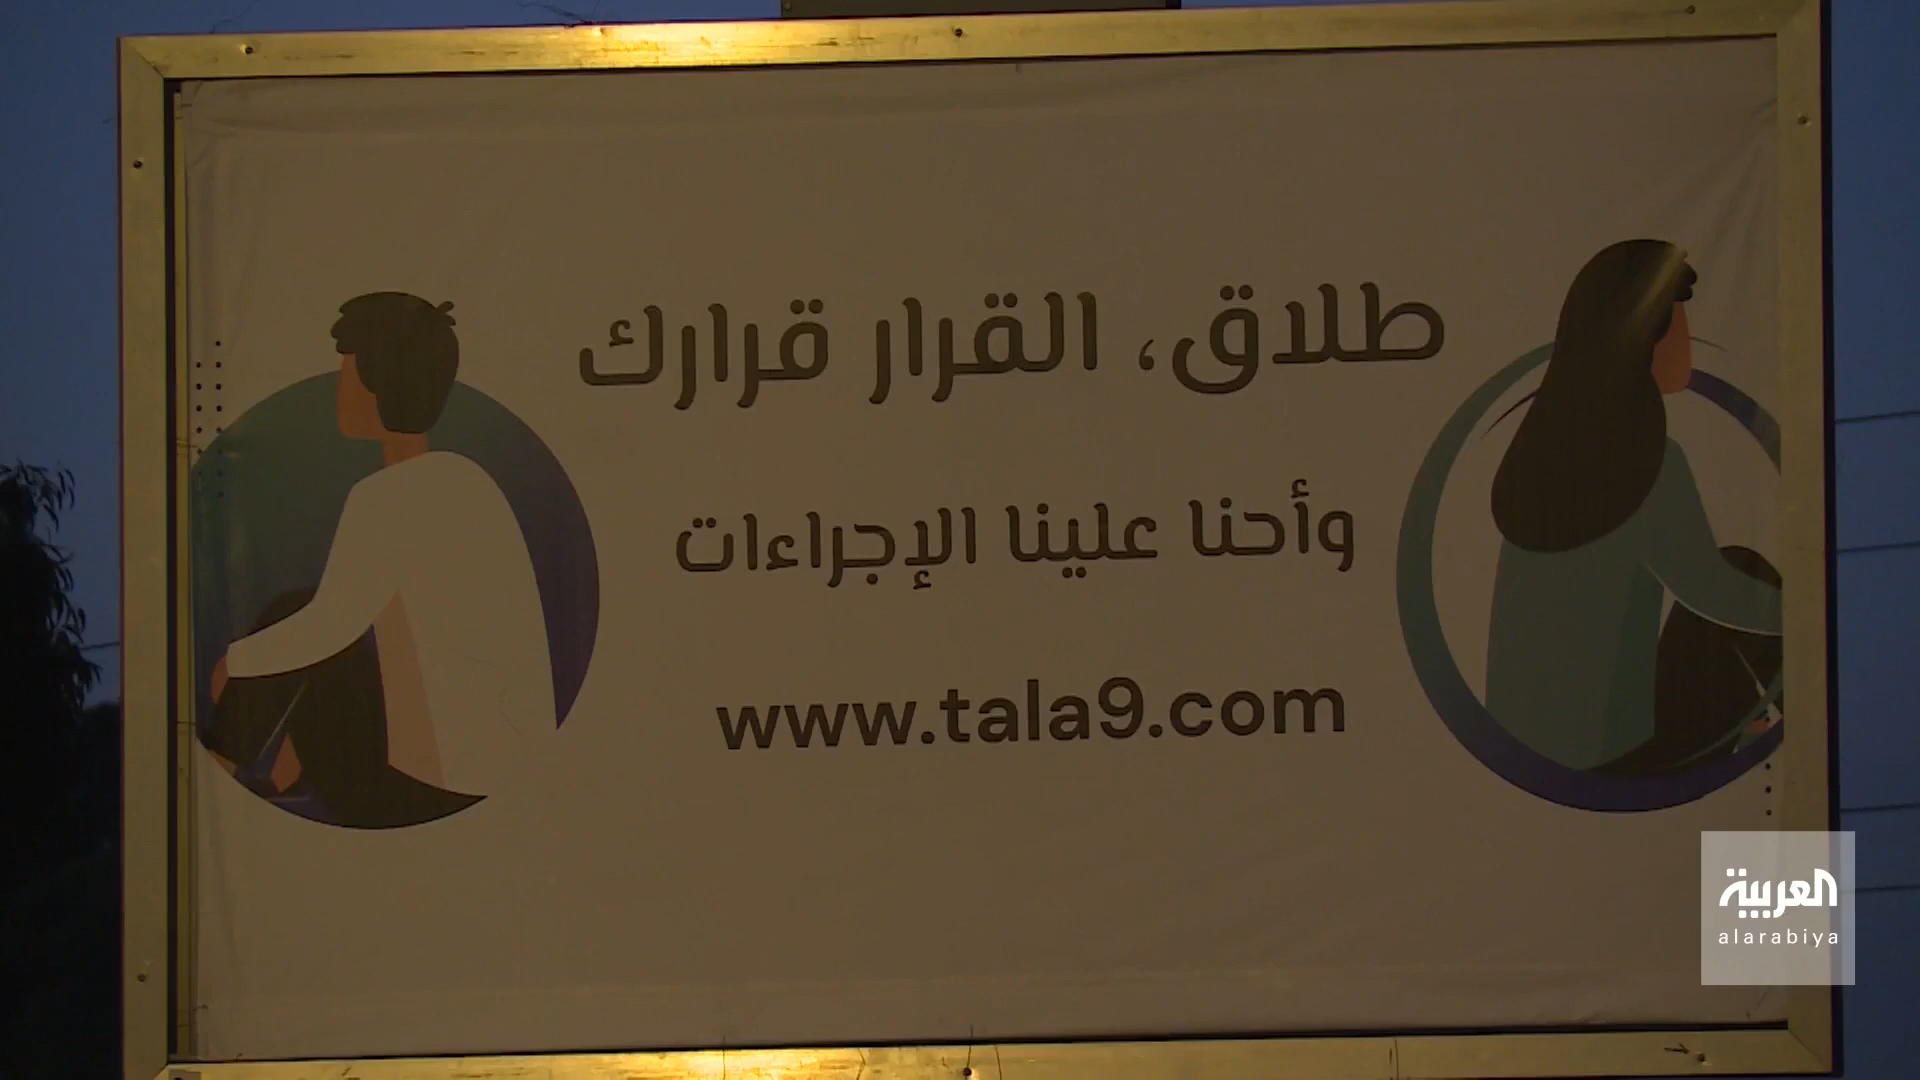 طلاق، القرار قرارك
وأحنا علينا الإجراءات
www.tala9.com
العربية
alarabiya